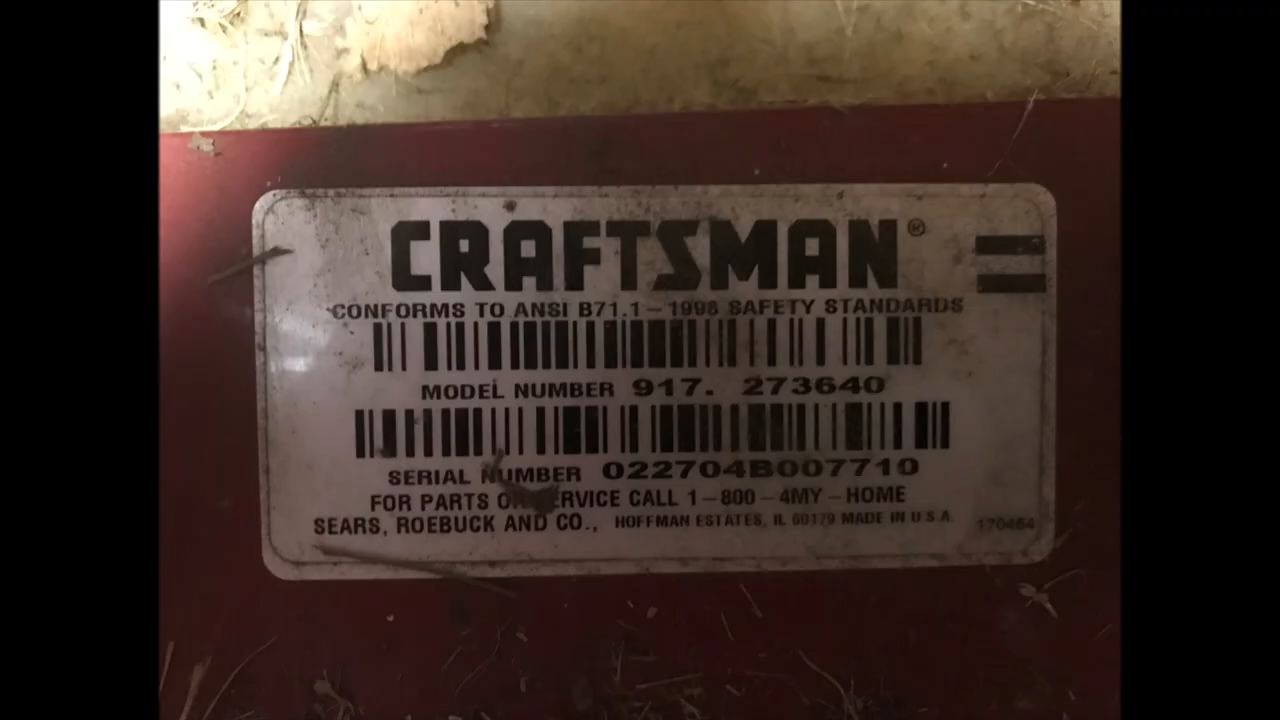 CRAFTSMAN®
CONFORMS TO ANSI B71.1-1998 SAFETY STANDARDS
MODEL NUMBER 917. 273640
SERIAL NUMBER 022704B007710
FOR PARTS OR SERVICE CALL 1-800-4MY-HOME
SEARS, ROEBUCK AND CO., HOFFMAN ESTATES, IL 60179 MADE IN U.S.A.
170464